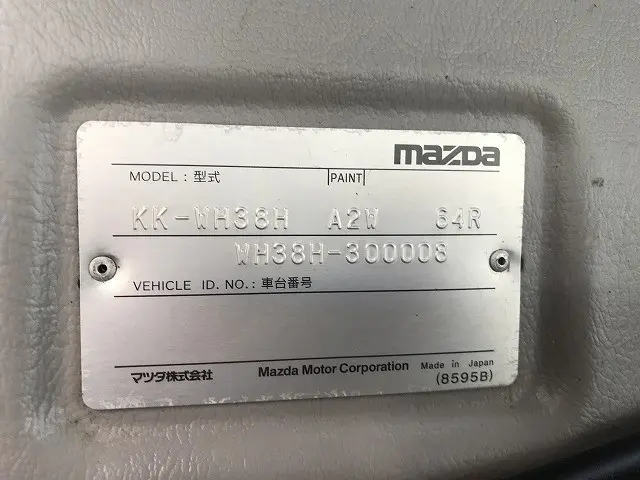 mazda
MODEL : 型式 PAINT
KK-WH38H A2W 64R
WH38H-300008
VEHICLE ID. NO. : 車台番号
マツダ株式会社 Mazda Motor Corporation Made in Japan
(8595B)